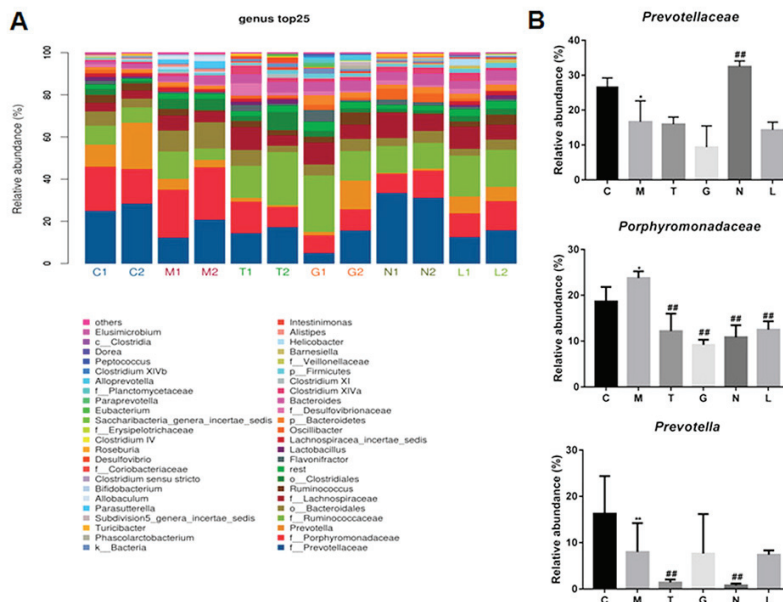 A
genus top25
Relative abundance (%)
100
80
60
40
20
0
C1 C2 M1 M2 T1 T2 G1 G2 N1 N2 L1 L2
others
Elusimicrobium
c__Clostridia
Dorea
Peptococcus
Clostridium XIVb
Alloprevotella
f__Planctomycetaceae
Paraprevotella
Eubacterium
Saccharibacteria_genera_incertae_sedis
f__Erysipelotrichaceae
Clostridium IV
Roseburia
Desulfovibrio
f__Coriobacteriaceae
Clostridium sensu stricto
Bifidobacterium
Allobaculum
Parasutterella
Subdivision5_genera_incertae_sedis
Turicibacter
Phascolarctobacterium
k__Bacteria
Intestinimonas
Alistipes
Helicobacter
Barnesiella
f__Veillonellaceae
p__Firmicutes
Clostridium XI
Clostridium XIVa
Bacteroides
f__Desulfovibrionaceae
p__Bacteroidetes
Oscillibacter
Lachnospiracea_incertae_sedis
Lactobacillus
Flavonifractor
rest
o__Clostridiales
Ruminococcus
f__Lachnospiraceae
o__Bacteroidales
f__Ruminococcaceae
Prevotella
f__Porphyromonadaceae
f__Prevotellaceae
B
Prevotellaceae
Relative abundance (%)
40
30
20
10
0
* ##
C M T G N L
Porphyromonadaceae
Relative abundance (%)
30
20
10
0
* ## ## ## ##
C M T G N L
Prevotella
Relative abundance (%)
30
20
10
0
** ## ##
C M T G N L